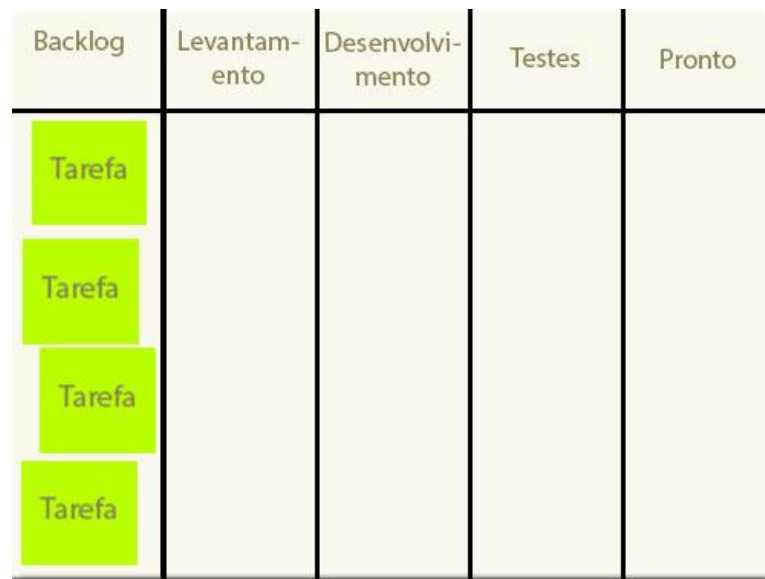 Backlog
Levantam-
ento
Desenvolvi-
mento
Testes
Pronto
Tarefa
Tarefa
Tarefa
Tarefa